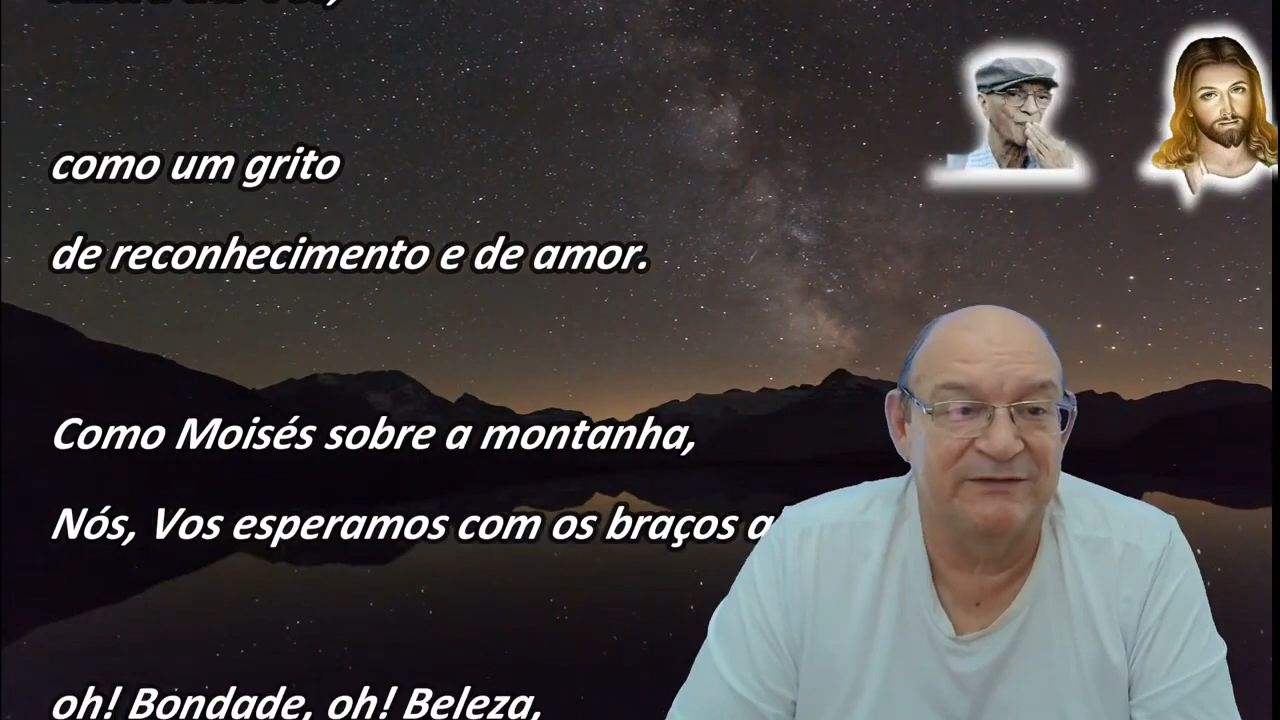 como um grito
de reconhecimento e de amor.
Como Moisés sobre a montanha,
Nós, Vos esperamos com os braços a
oh! Bondade, oh! Beleza,